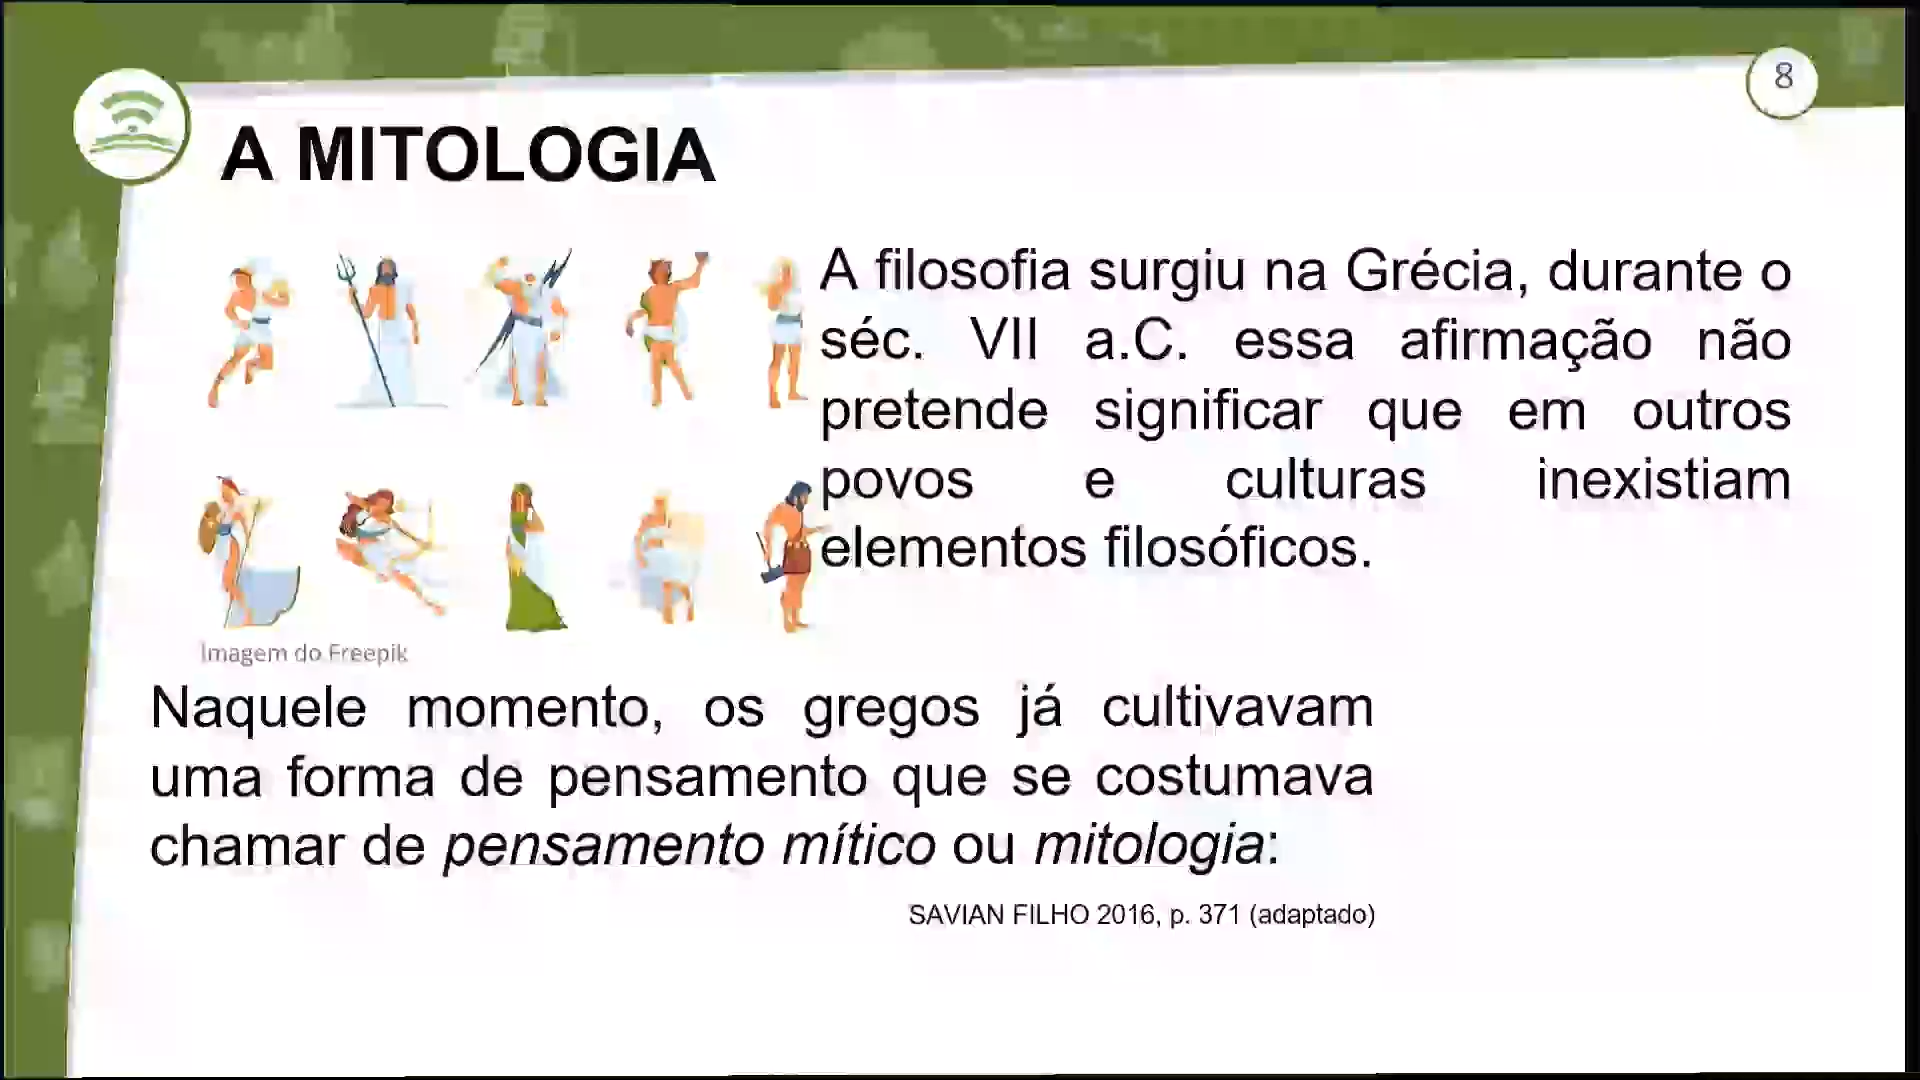 8
A MITOLOGIA
A filosofia surgiu na Grécia, durante o
séc. VII a.C. essa afirmação não
pretende significar que em outros
povos e culturas inexistiam
elementos filosóficos.
Imagem do Freepik
Naquele momento, os gregos já cultivavam
uma forma de pensamento que se costumava
chamar de pensamento mítico ou mitologia:
SAVIAN FILHO 2016, p. 371 (adaptado)